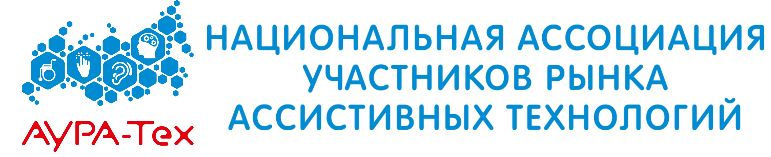 НАЦИОНАЛЬНАЯ АССОЦИАЦИЯ
УЧАСТНИКОВ РЫНКА
АССИСТИВНЫХ ТЕХНОЛОГИЙ
АУРА-Тех